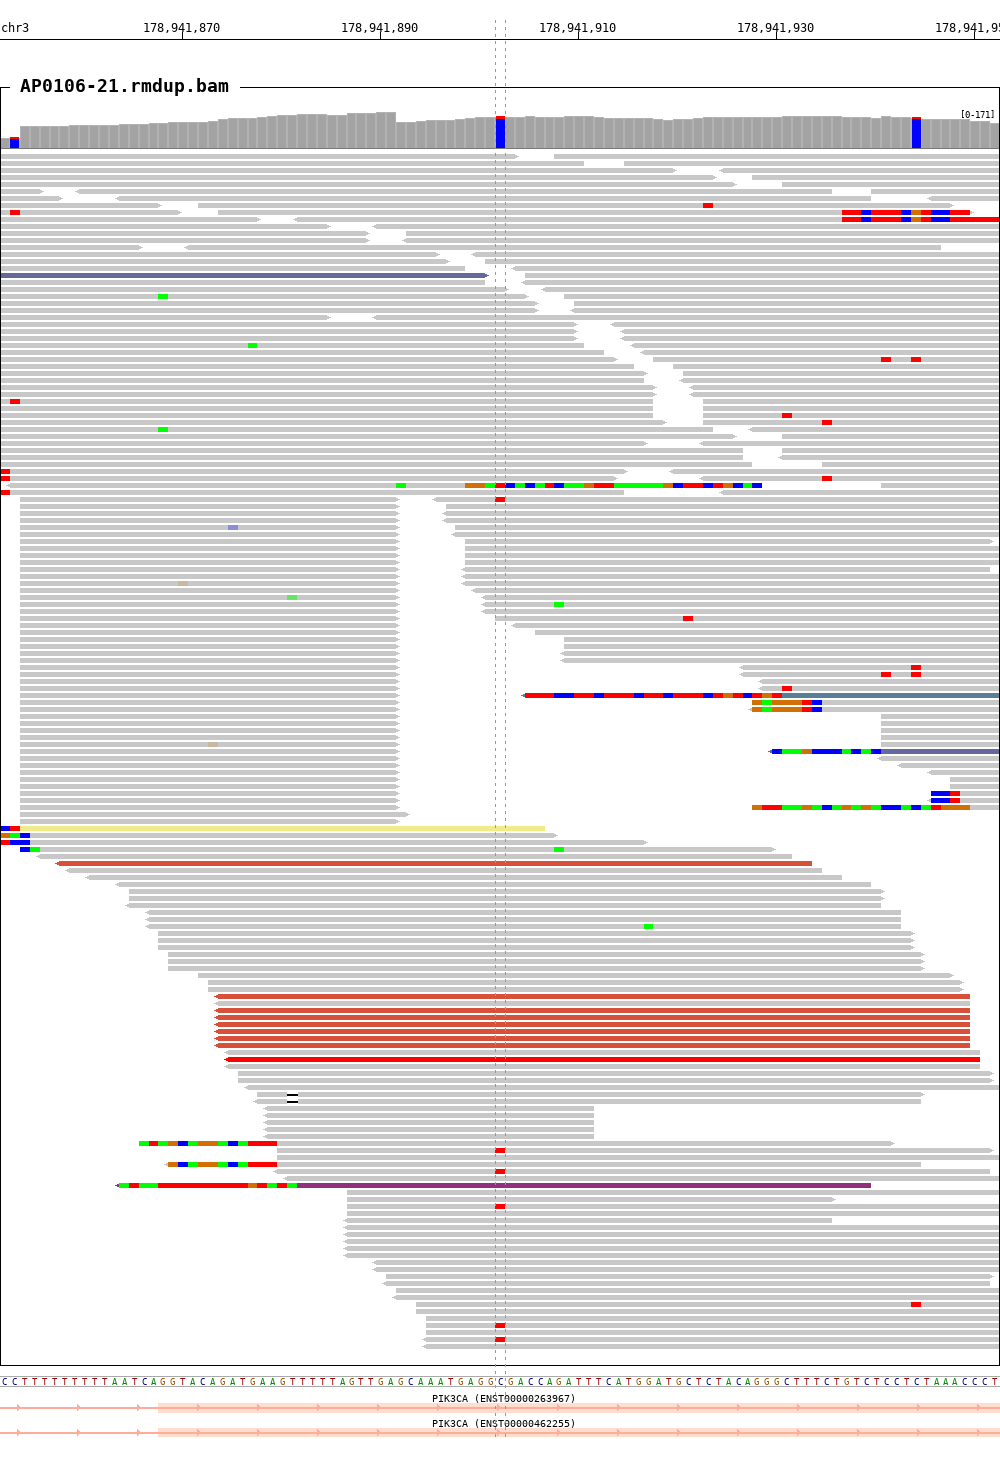 chr3 178,941,870 178,941,890 178,941,910 178,941,930 178,941,95
AP0106-21.rmdup.bam
[0-171]
CCTTTTTTTTTAATCAGGTACAGATGAAGTTTTTAGTTGAGCAAATGAGGCGACCAGATTTCATGGATGCTCTACAGGGCTTTCTGTCTCCTCTAAACCCT
PIK3CA (ENST00000263967)
PIK3CA (ENST00000462255)